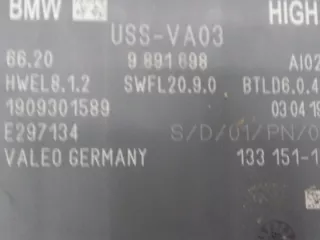 BMW HIGH
USS-VA03
66.20 9 891 698 AI02
HWEL8.1.2 SWFL20.9.0 BTLD6.0.4
1909301589 03 04 19
E297134 S/D/01/PN/0
VALEO GERMANY 133 151-1